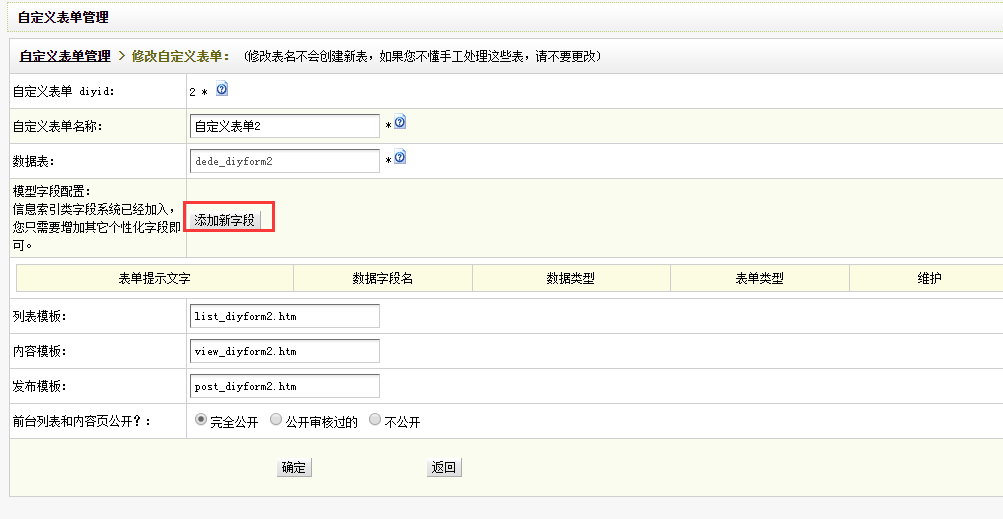 自定义表单管理
自定义表单管理 > 修改自定义表单： (修改表名不会创建新表，如果您不懂手工处理这些表，请不要更改)
自定义表单 diyid: 2 *
自定义表单名称： 自定义表单2 *
数据表： dede_diyform2 *
模型字段配置：
信息索引类字段系统已经加入，
您只需要增加其它个性化字段即
可。
添加新字段
表单提示文字 数据字段名 数据类型 表单类型 维护
列表模板： list_diyform2.htm
内容模板： view_diyform2.htm
发布模板： post_diyform2.htm
前台列表和内容页公开？： 完全公开 公开审核过的 不公开
确定 返回